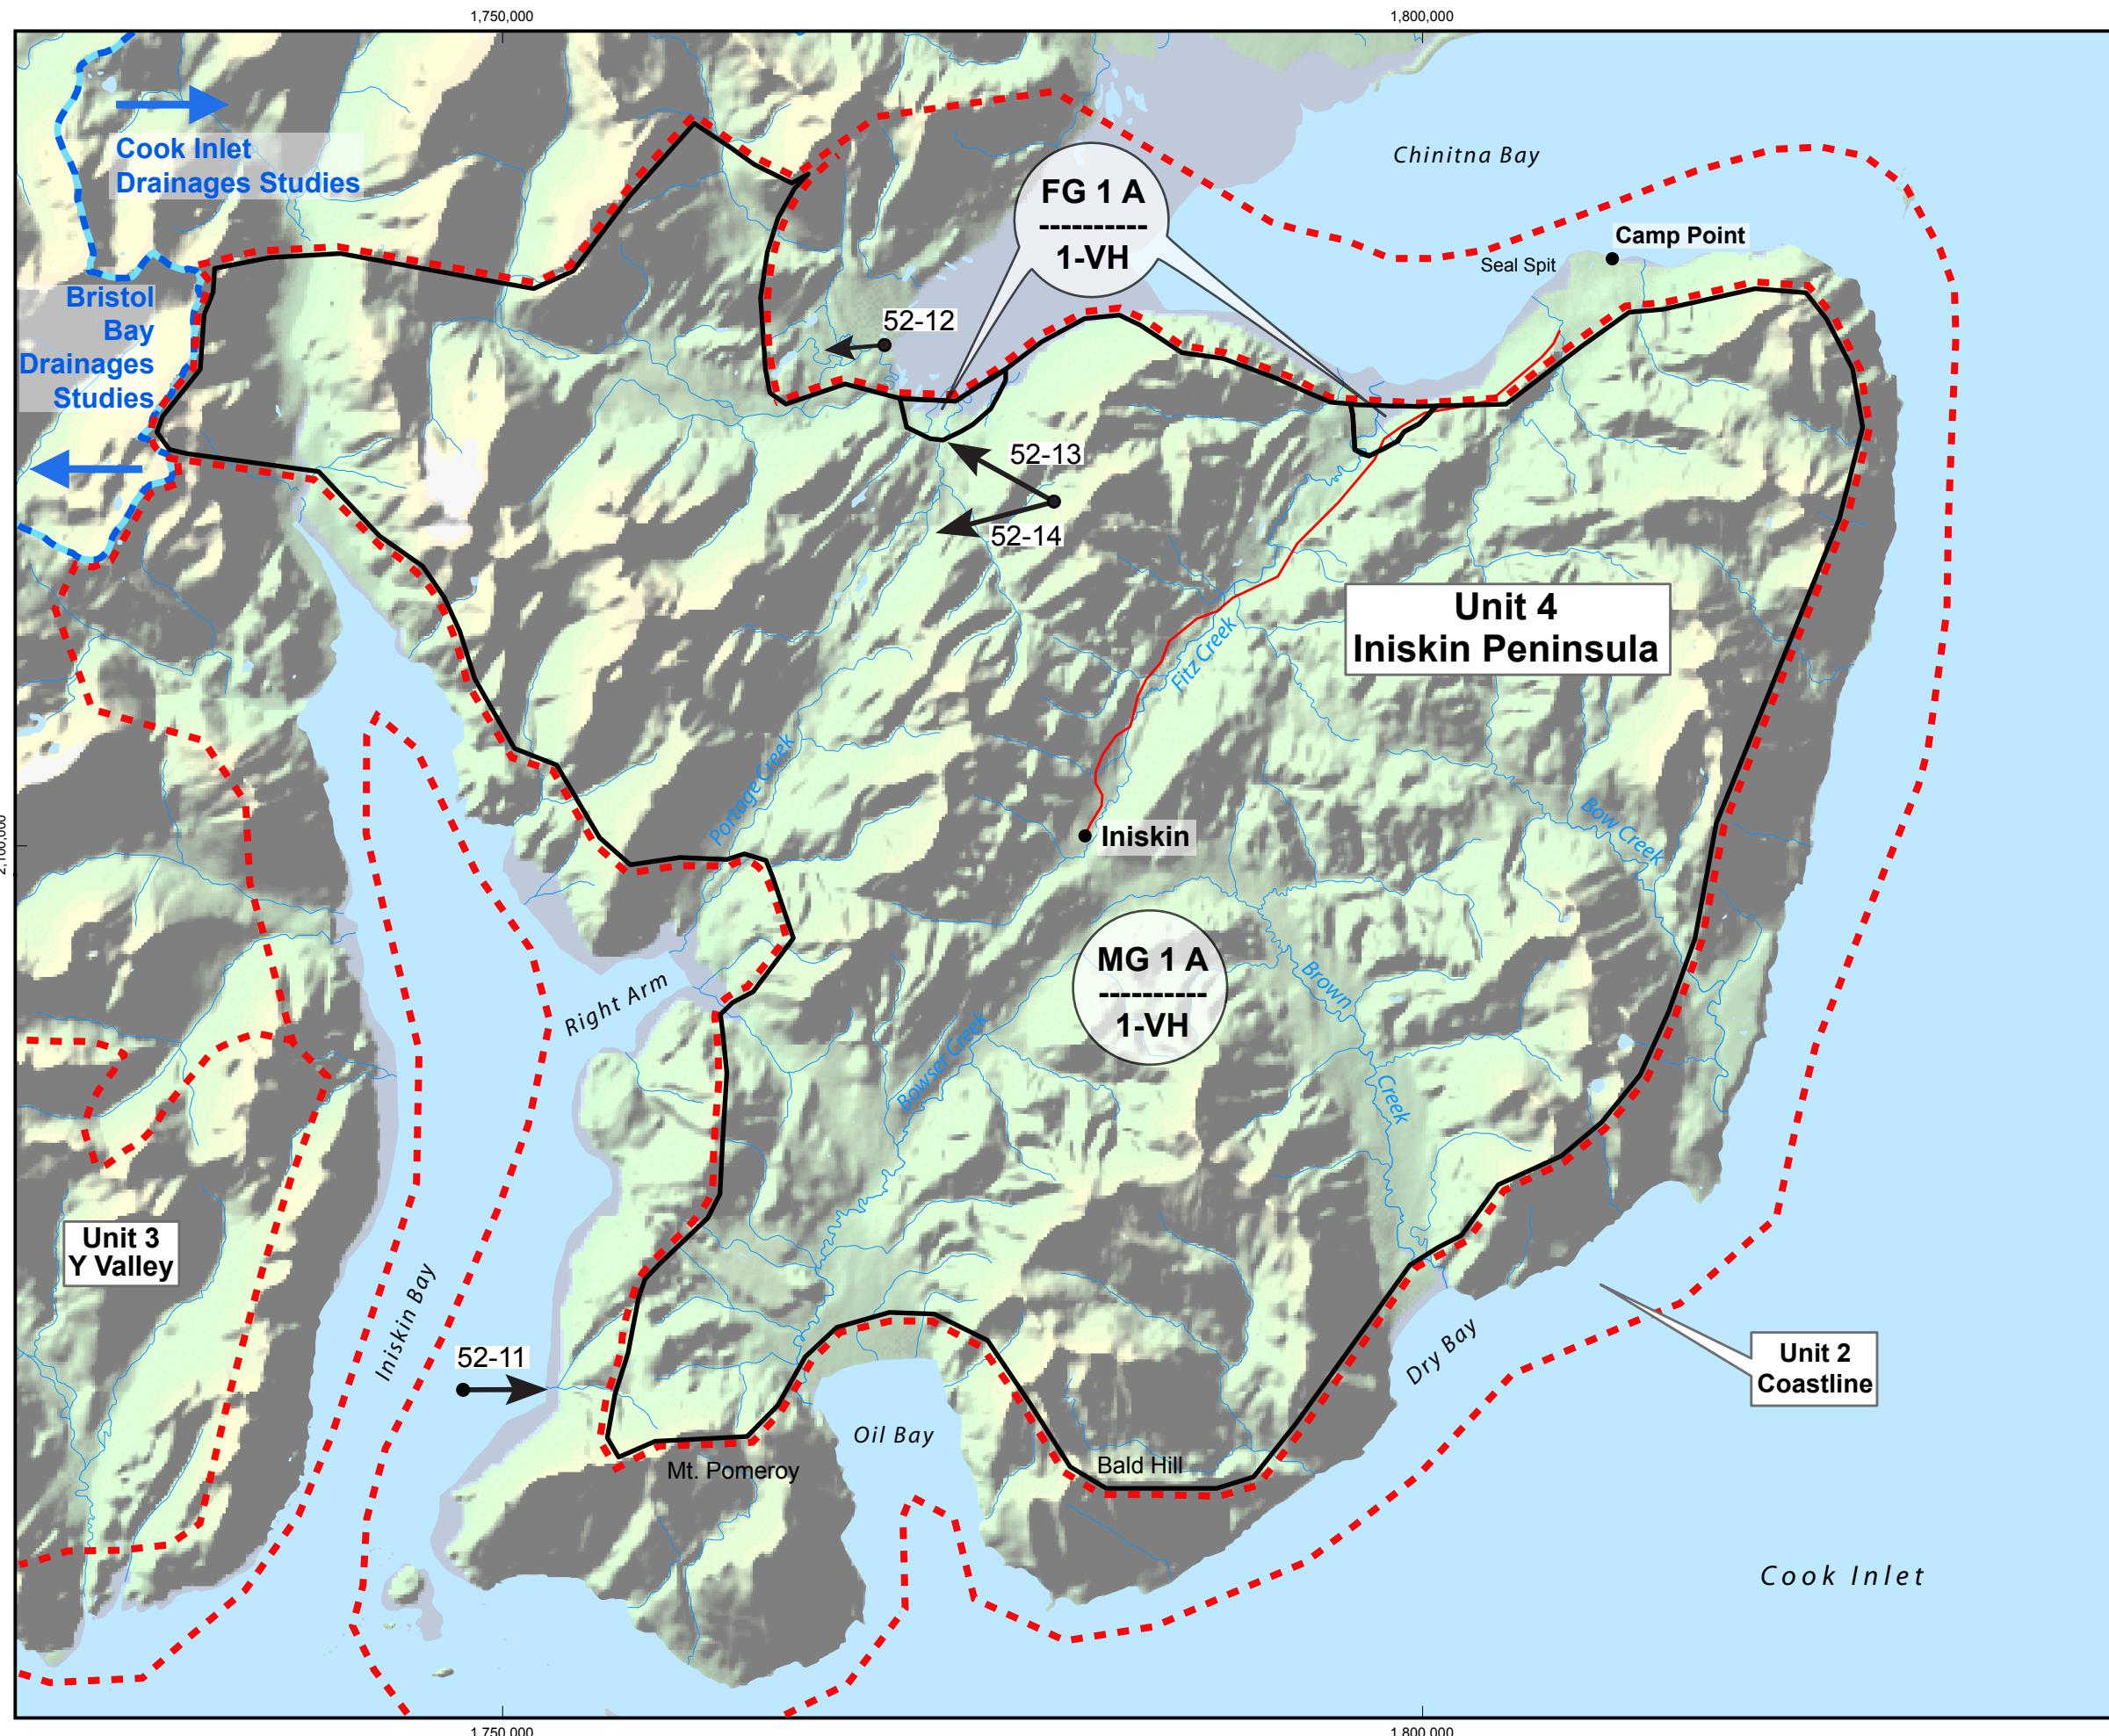 1,750,000
1,800,000
Cook Inlet
Drainages Studies
Chinitna Bay
FG 1 A
----------
1-VH
Camp Point
Seal Spit
Bristol
Bay
Drainages
Studies
52-12
52-13
52-14
Unit 4
Iniskin Peninsula
Fitz Creek
Portage Creek
Bow Creek
Iniskin
MG 1 A
----------
1-VH
Brown
Creek
Right Arm
Bowser Creek
Unit 3
Y Valley
Iniskin Bay
52-11
Dry Bay
Unit 2
Coastline
Oil Bay
Mt. Pomeroy
Bald Hill
Cook Inlet
1,750,000
1,800,000